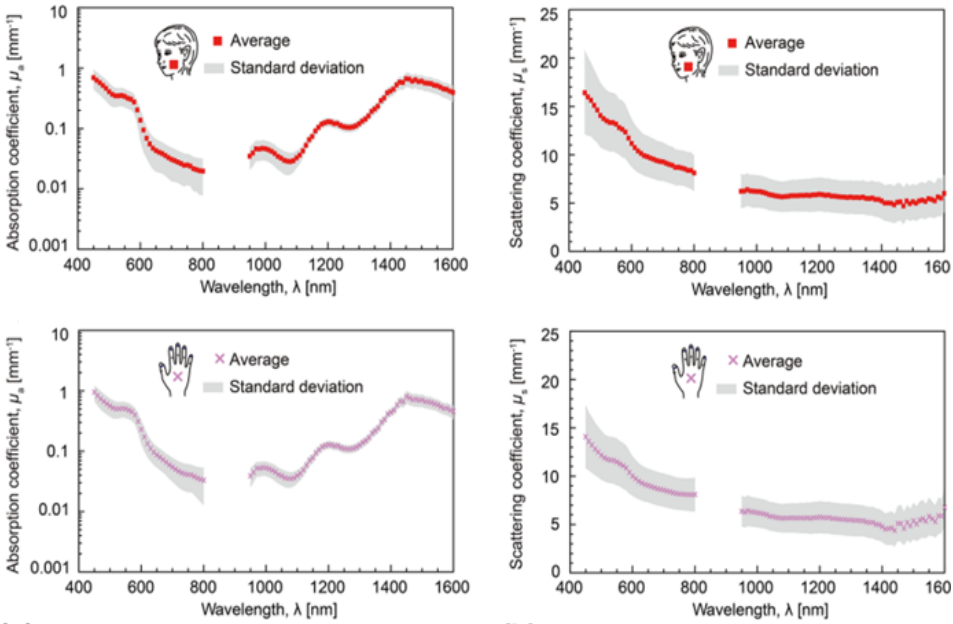 Absorption coefficient, μa [mm⁻¹]
10
1
0.1
0.01
0.001
Average
Standard deviation
400 600 800 1000 1200 1400 1600
Wavelength, λ [nm]
Scattering coefficient, μs [mm⁻¹]
25
20
15
10
5
0
Average
Standard deviation
400 600 800 1000 1200 1400 160
Wavelength, λ [nm]
Absorption coefficient, μa [mm⁻¹]
10
1
0.1
0.01
0.001
Average
Standard deviation
400 600 800 1000 1200 1400 1600
Wavelength, λ [nm]
Scattering coefficient, μs [mm⁻¹]
25
20
15
10
5
0
Average
Standard deviation
400 600 800 1000 1200 1400 160
Wavelength, λ [nm]